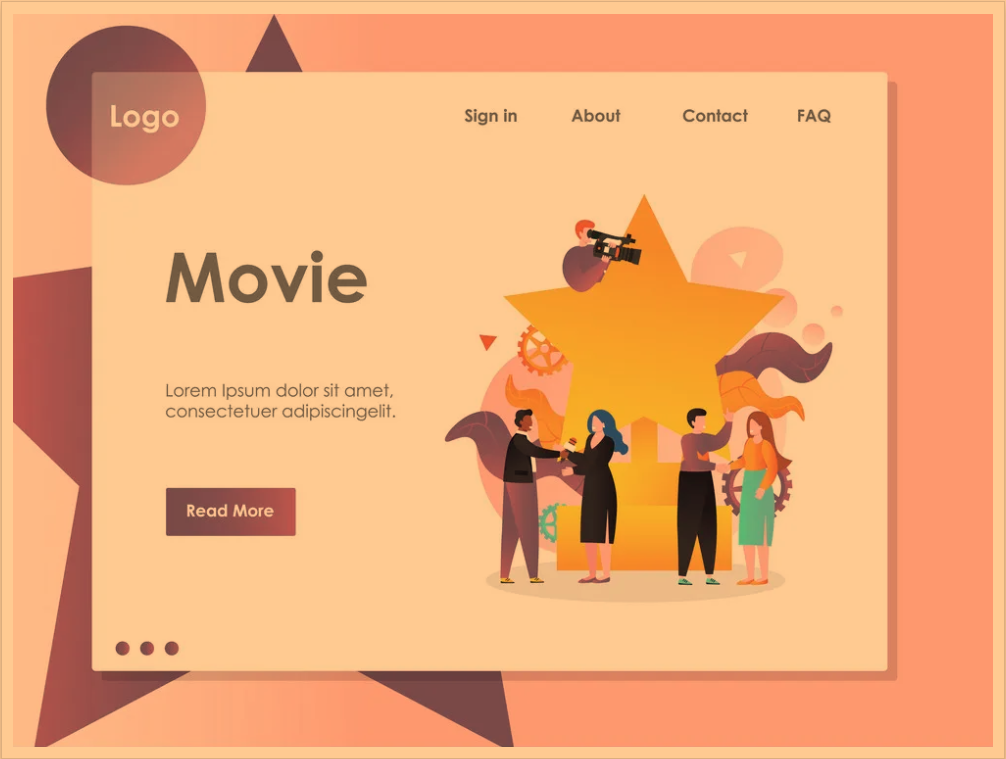 Logo
Sign in About Contact FAQ
Movie
Lorem Ipsum dolor sit amet,
consectetuer adipiscingelit.
Read More